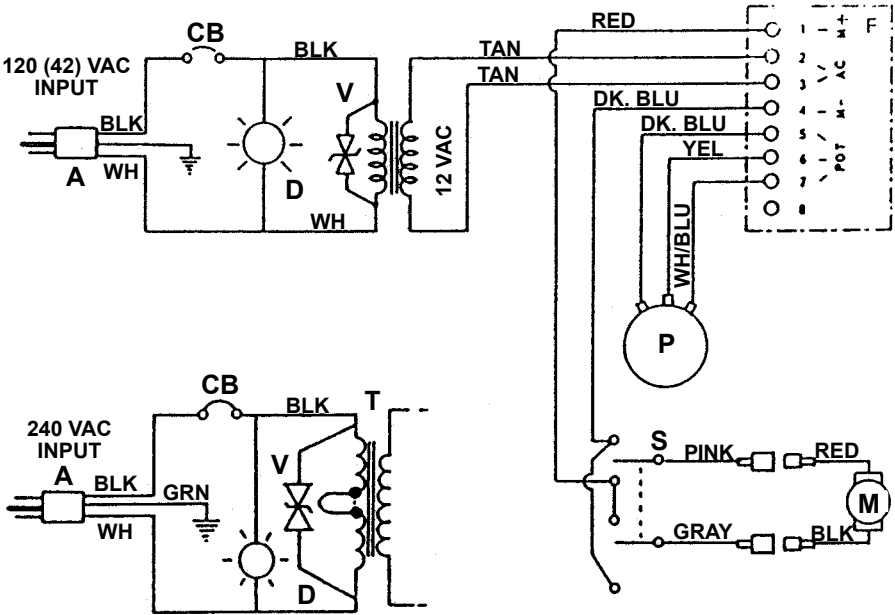 120 (42) VAC
INPUT
A
BLK
WH
CB
BLK
D
V
WH
12 VAC
TAN
TAN
RED
DK. BLU
DK. BLU
YEL
WH/BLU
F
1 – M+
2
3
AC
4 – M–
5
6
7
POT
8
P
240 VAC
INPUT
A
BLK
GRN
WH
CB
BLK
V
D
T
S
PINK
RED
GRAY
BLK
M